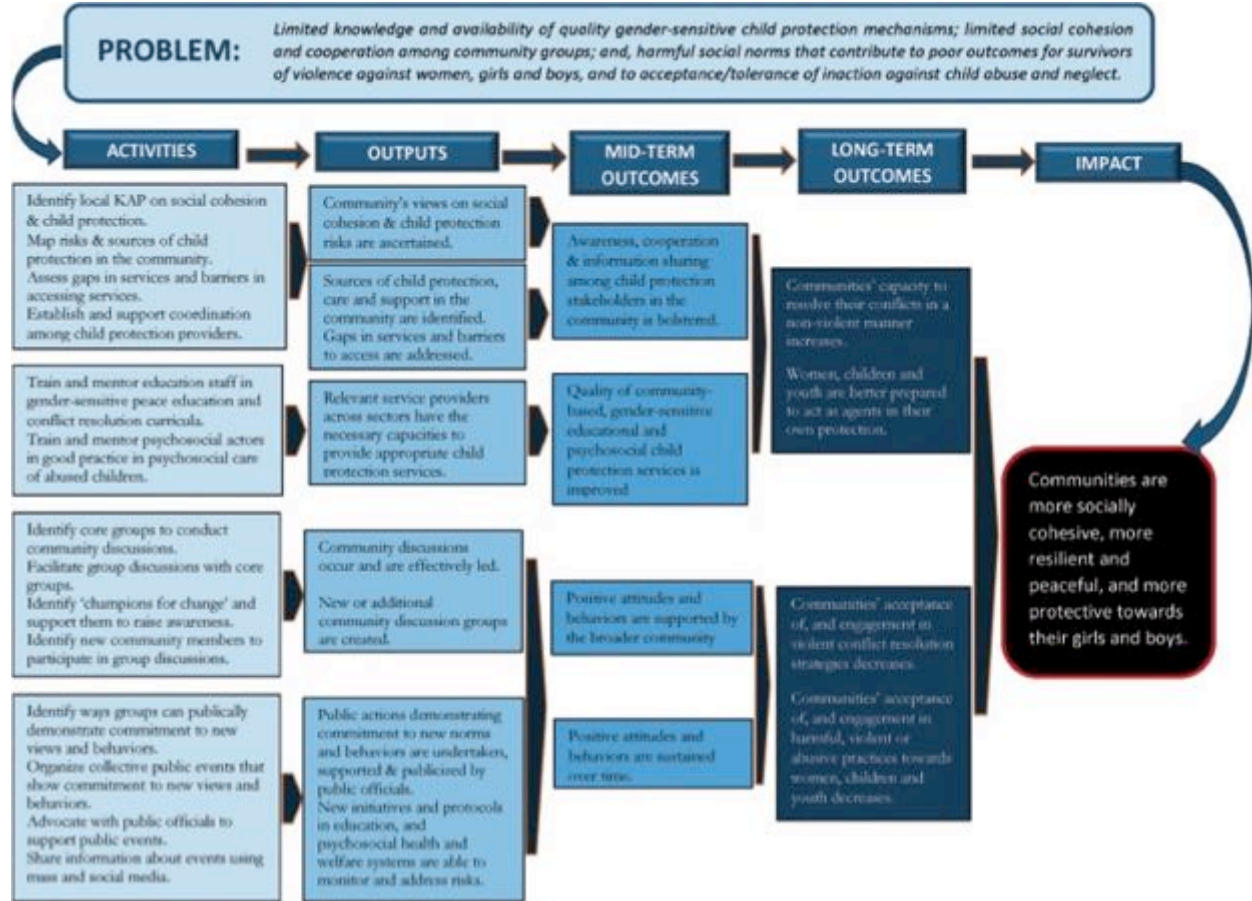 PROBLEM:
Limited knowledge and availability of quality gender-sensitive child protection mechanisms; limited social cohesion
and cooperation among community groups; and, harmful social norms that contribute to poor outcomes for survivors
of violence against women, girls and boys, and to acceptance/tolerance of inaction against child abuse and neglect.
ACTIVITIES
OUTPUTS
MID-TERM
OUTCOMES
LONG-TERM
OUTCOMES
IMPACT
Identify local KAP on social cohesion
& child protection.
Map risks & sources of child
protection in the community.
Assess gaps in services and barriers in
accessing services.
Establish and support coordination
among child protection providers.
Train and mentor education staff in
gender-sensitive peace education and
conflict resolution curricula.
Train and mentor psychosocial actors
in good practice in psychosocial care
of abused children.
Identify core groups to conduct
community discussions.
Facilitate group discussions with core
groups.
Identify ‘champions for change’ and
support them to raise awareness.
Identify new community members to
participate in group discussions.
Identify ways groups can publically
demonstrate commitment to new
views and behaviors.
Organize collective public events that
show commitment to new views and
behaviors.
Advocate with public officials to
support public events.
Share information about events using
mass and social media.
Community's views on social
cohesion & child protection
risks are ascertained.
Sources of child protection,
care and support in the
community are identified.
Gaps in services and barriers
to access are addressed.
Relevant service providers
across sectors have the
necessary capacities to
provide appropriate child
protection services.
Community discussions
occur and are effectively led.
New or additional
community discussion groups
are created.
Public actions demonstrating
commitment to new norms
and behaviors are undertaken,
supported & publicized by
public officials.
New initiatives and protocols
in education, and
psychosocial health and
welfare systems are able to
monitor and address risks.
Awareness, cooperation
& information sharing
among child protection
stakeholders in the
community is bolstered.
Quality of community-
based, gender-sensitive
educational and
psychosocial child
protection services is
improved
Positive attitudes and
behaviors are supported by
the broader community
Positive attitudes and
behaviors are sustained
over time.
Communities' capacity to
resolve their conflicts in a
non-violent manner
increases.
Women, children and
youth are better prepared
to act as agents in their
own protection.
Communities' acceptance
of, and engagement in
violent conflict resolution
strategies decreases.
Communities' acceptance
of, and engagement in
harmful, violent or
abusive practices towards
women, children and
youth decreases.
Communities are
more socially
cohesive, more
resilient and
peaceful, and more
protective towards
their girls and boys.